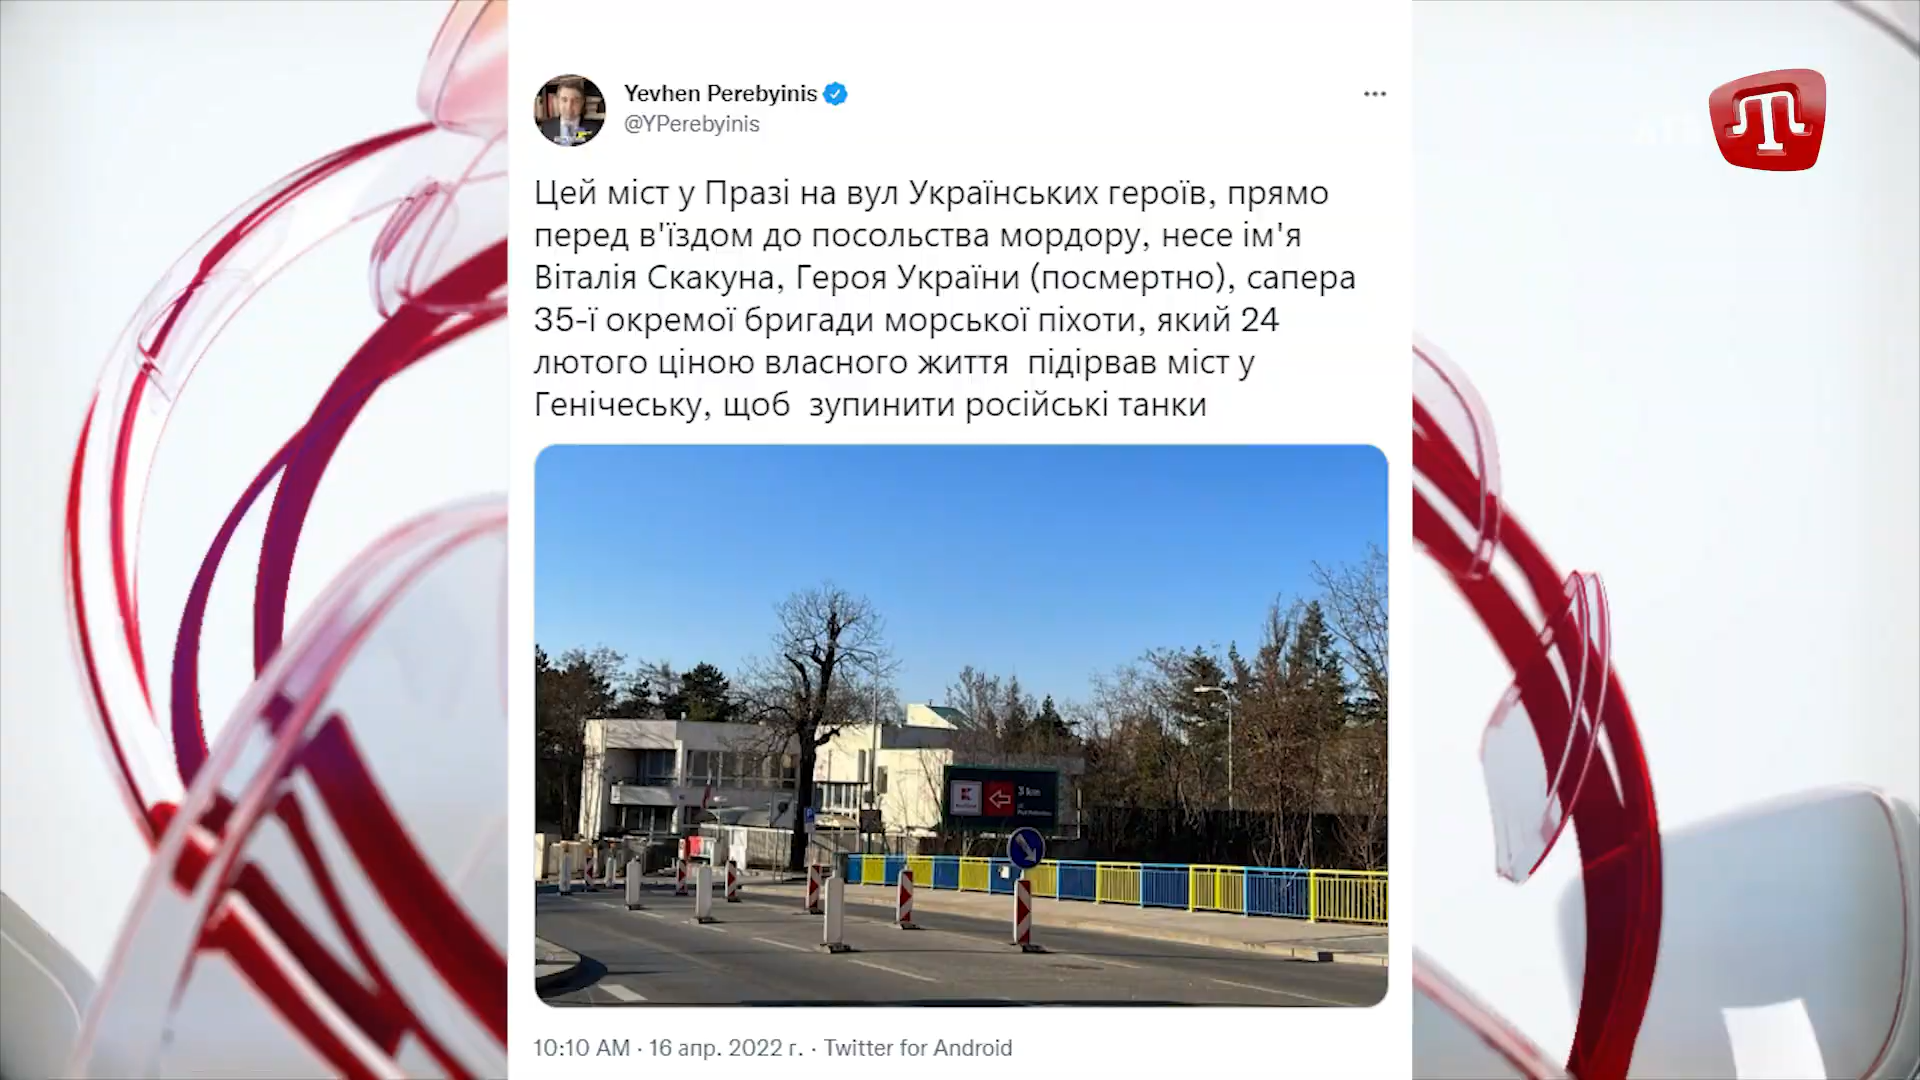 Yevhen Perebyinis
@YPerebyinis
Цей міст у Празі на вул Українських героїв, прямо
перед в'їздом до посольства мордору, несе ім'я
Віталія Скакуна, Героя України (посмертно), сапера
35-ї окремої бригади морської піхоти, який 24
лютого ціною власного життя підірвав міст у
Генічеську, щоб зупинити російські танки
K
3 km
P
10:10 AM · 16 апр. 2022 г. · Twitter for Android